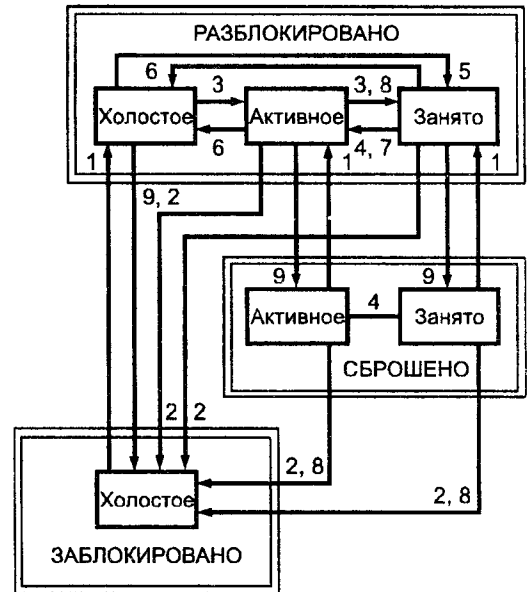 РАЗБЛОКИРОВАНО
6 5
3 3, 8
Холостое Активное Занято
6 4, 7
1 1 1
9, 2
9 9
Активное 4 Занято
СБРОШЕНО
2 2
2, 8
Холостое 2, 8
ЗАБЛОКИРОВАНО